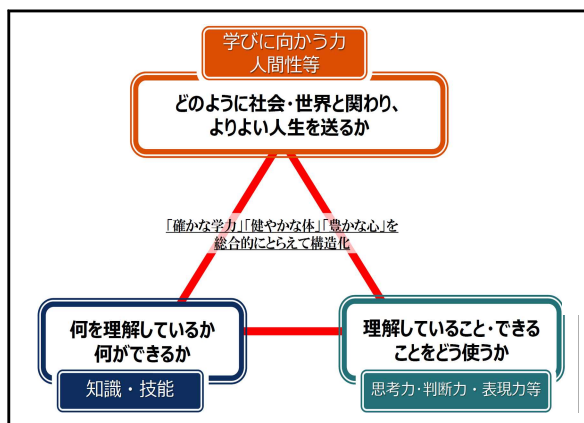 学びに向かう力
人間性等
どのように社会・世界と関わり、
よりよい人生を送るか
「確かな学力」「健やかな体」「豊かな心」を
総合的にとらえて構造化
何を理解しているか
何ができるか
知識・技能
理解していること・できる
ことをどう使うか
思考力・判断力・表現力等